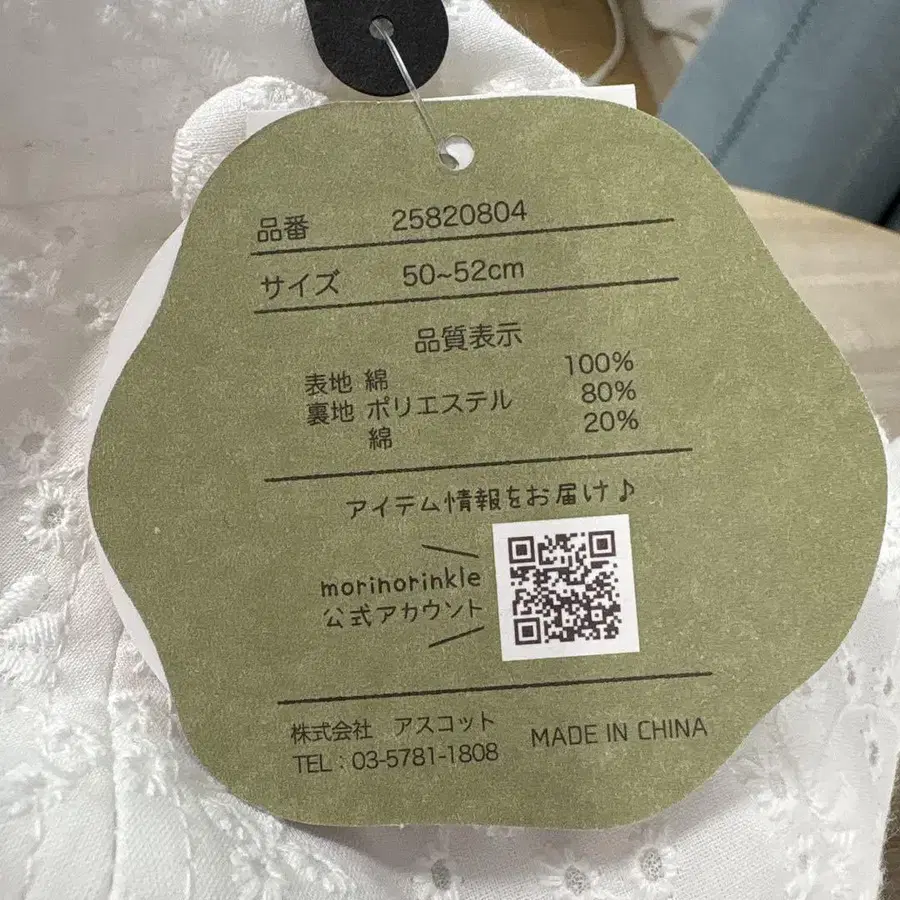 品番 25820804
サイズ 50~52cm
品質表示
表地 綿 100%
裏地 ポリエステル 80%
綿 20%
アイテム情報をお届け♪
morinorinkle
公式アカウント
株式会社 アスコット
TEL：03-5781-1808
MADE IN CHINA